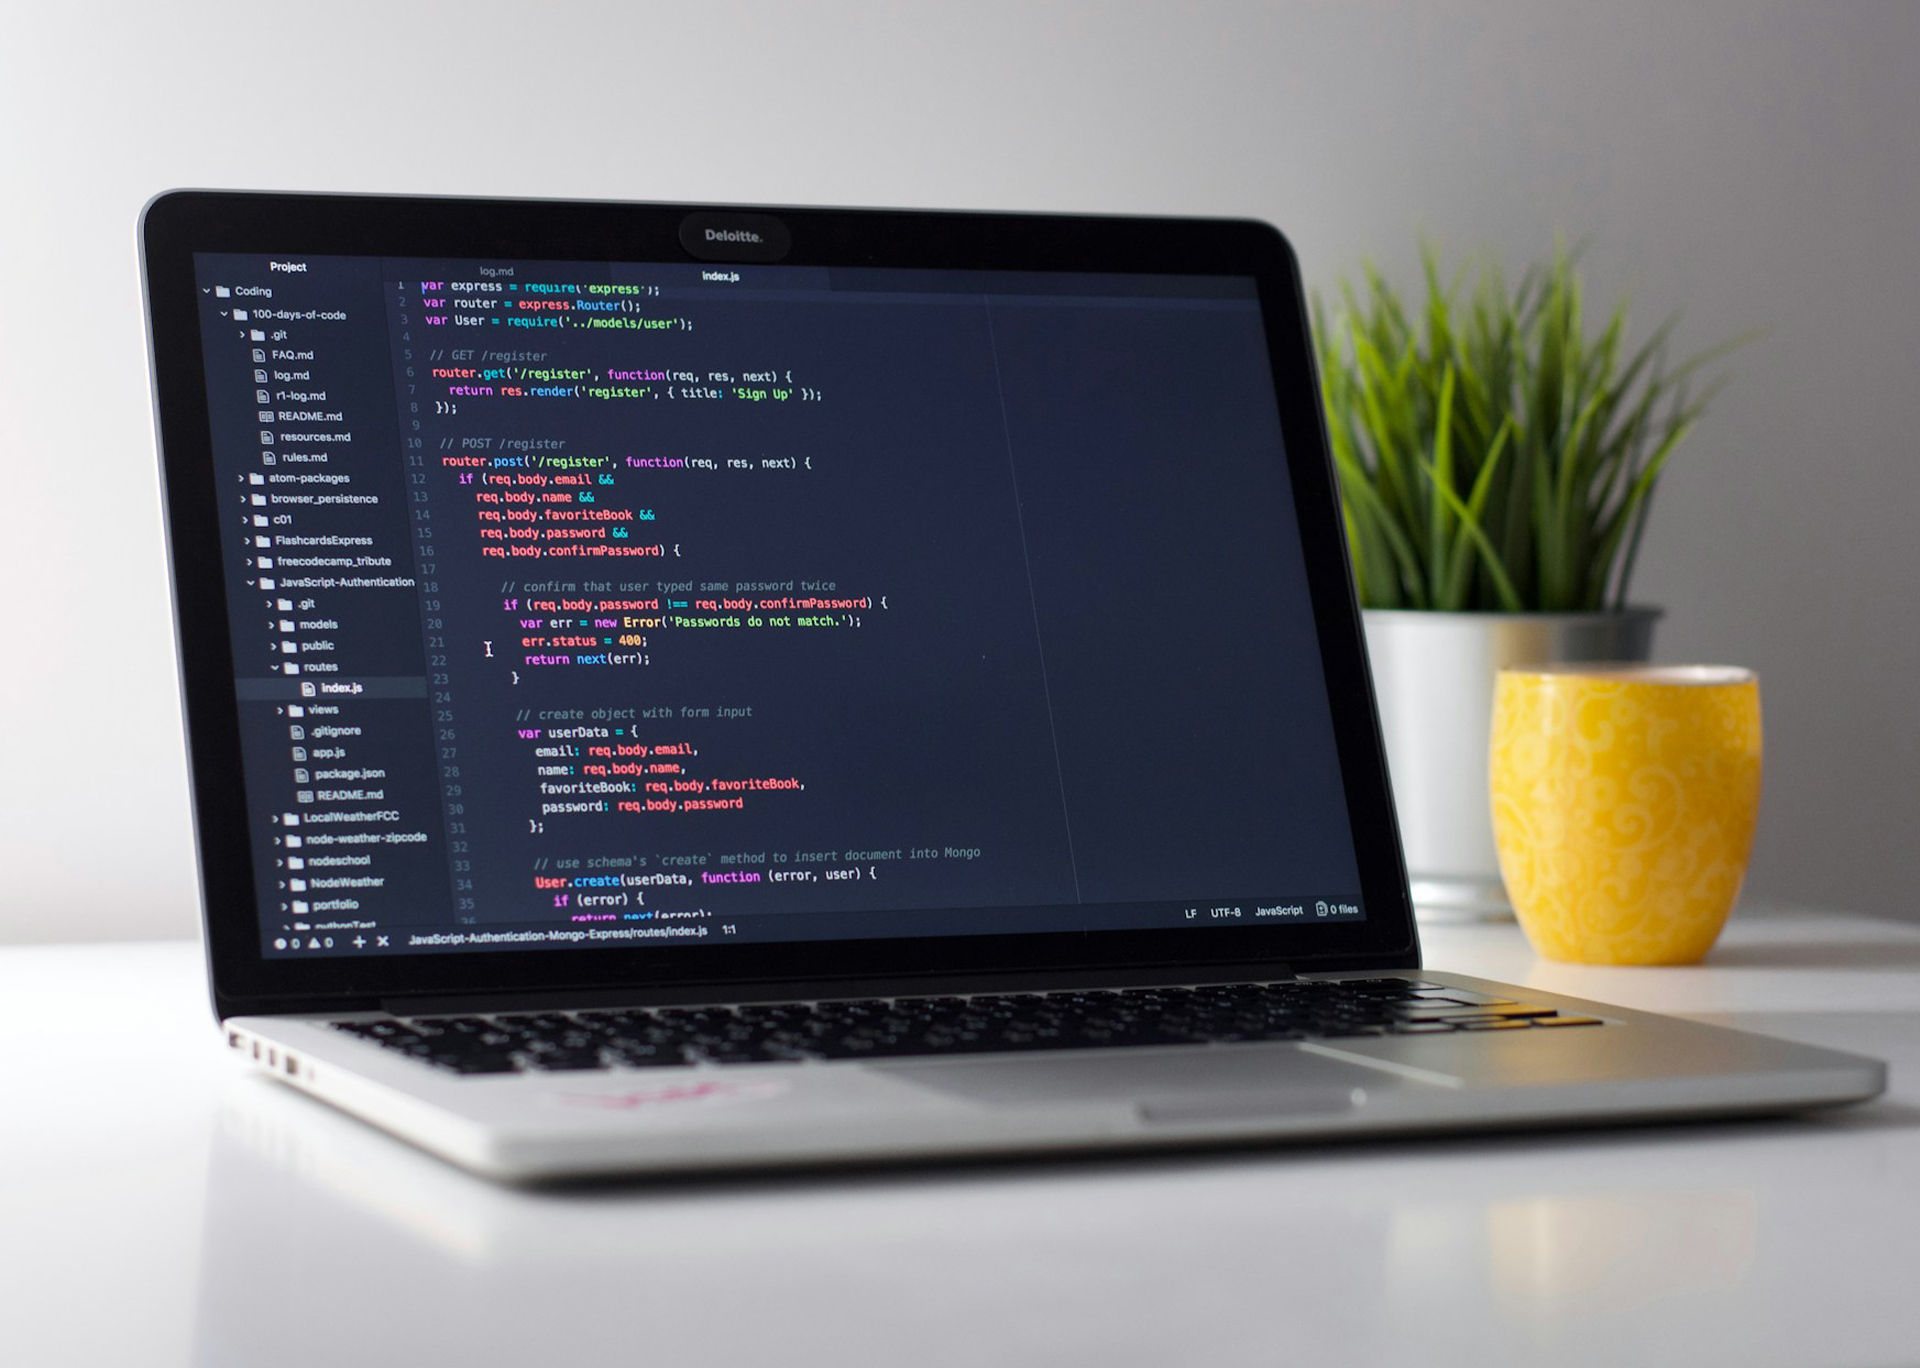 Deloitte.
Project
Coding
100-days-of-code
.git
FAQ.md
log.md
r1-log.md
README.md
resources.md
rules.md
atom-packages
browser_persistence
c01
FlashcardsExpress
freecodecamp_tribute
JavaScript-Authentication
.git
models
public
routes
index.js
views
.gitignore
app.js
package.json
README.md
LocalWeatherFCC
node-weather-zipcode
nodeschool
NodeWeather
portfolio
pythonTest
log.md
index.js
1 var express = require('express');
2 var router = express.Router();
3 var User = require('../models/user');
4
5 // GET /register
6 router.get('/register', function(req, res, next) {
7 return res.render('register', { title: 'Sign Up' });
8 });
9
10 // POST /register
11 router.post('/register', function(req, res, next) {
12 if (req.body.email &&
13 req.body.name &&
14 req.body.favoriteBook &&
15 req.body.password &&
16 req.body.confirmPassword) {
17
18 // confirm that user typed same password twice
19 if (req.body.password !== req.body.confirmPassword) {
20 var err = new Error('Passwords do not match.');
21 err.status = 400;
22 return next(err);
23 }
24
25 // create object with form input
26 var userData = {
27 email: req.body.email,
28 name: req.body.name,
29 favoriteBook: req.body.favoriteBook,
30 password: req.body.password
31 };
32
33 // use schema's `create` method to insert document into Mongo
34 User.create(userData, function (error, user) {
35 if (error) {
36 return next(error);
0 0 JavaScript-Authentication-Mongo-Express/routes/index.js 1:1 LF UTF-8 JavaScript 0 files